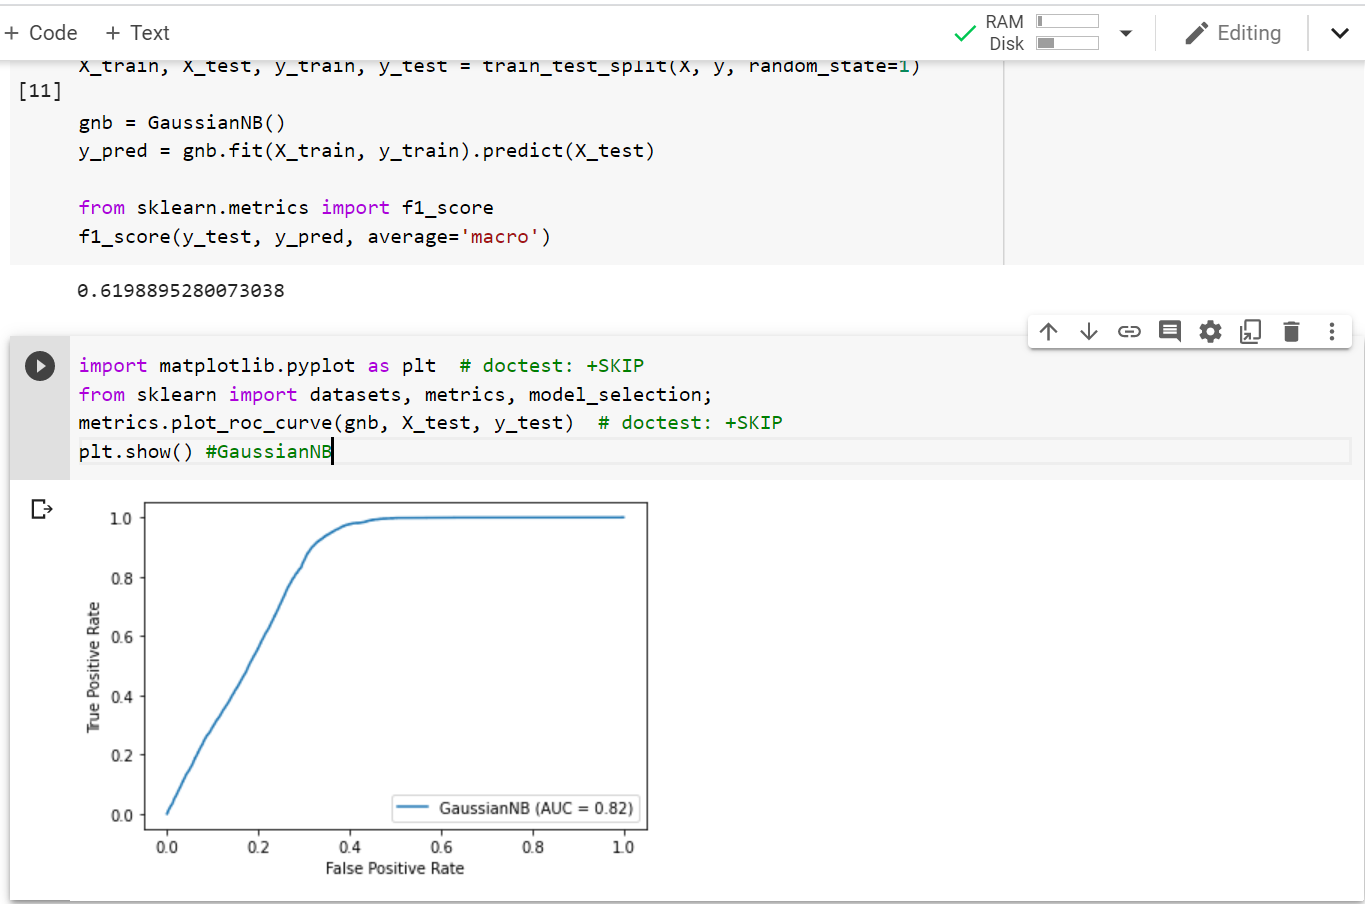 + Code + Text
RAM
Disk
Editing
X_train, X_test, y_train, y_test = train_test_split(X, y, random_state=1)
[11]
gnb = GaussianNB()
y_pred = gnb.fit(X_train, y_train).predict(X_test)
from sklearn.metrics import f1_score
f1_score(y_test, y_pred, average='macro')
0.6198895280073038
import matplotlib.pyplot as plt  # doctest: +SKIP
from sklearn import datasets, metrics, model_selection;
metrics.plot_roc_curve(gnb, X_test, y_test)  # doctest: +SKIP
plt.show() #GaussianNB
1.0
0.8
0.6
0.4
0.2
0.0
True Positive Rate
GaussianNB (AUC = 0.82)
0.0 0.2 0.4 0.6 0.8 1.0
False Positive Rate